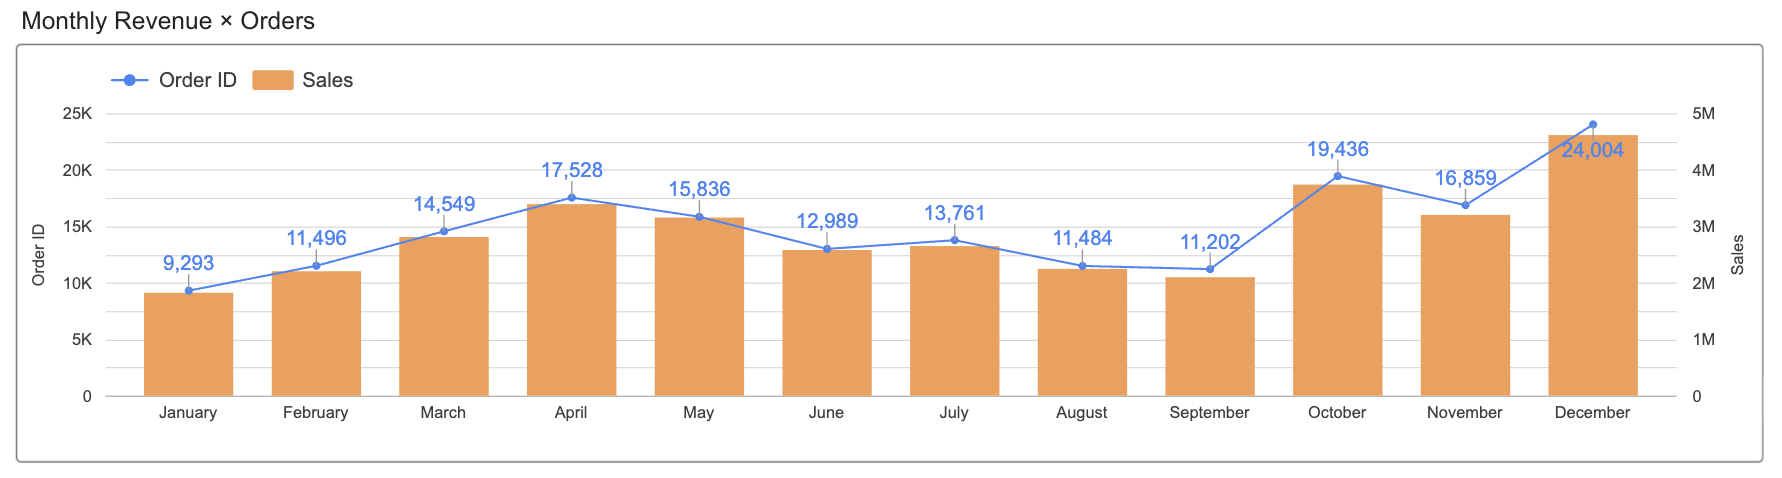 Monthly Revenue × Orders
Order ID Sales
25K 5M
20K 4M
15K 3M
10K 2M
5K 1M
0 0
Order ID
Sales
9,293 11,496 14,549 17,528 15,836 12,989 13,761 11,484 11,202 19,436 16,859 24,004
January February March April May June July August September October November December